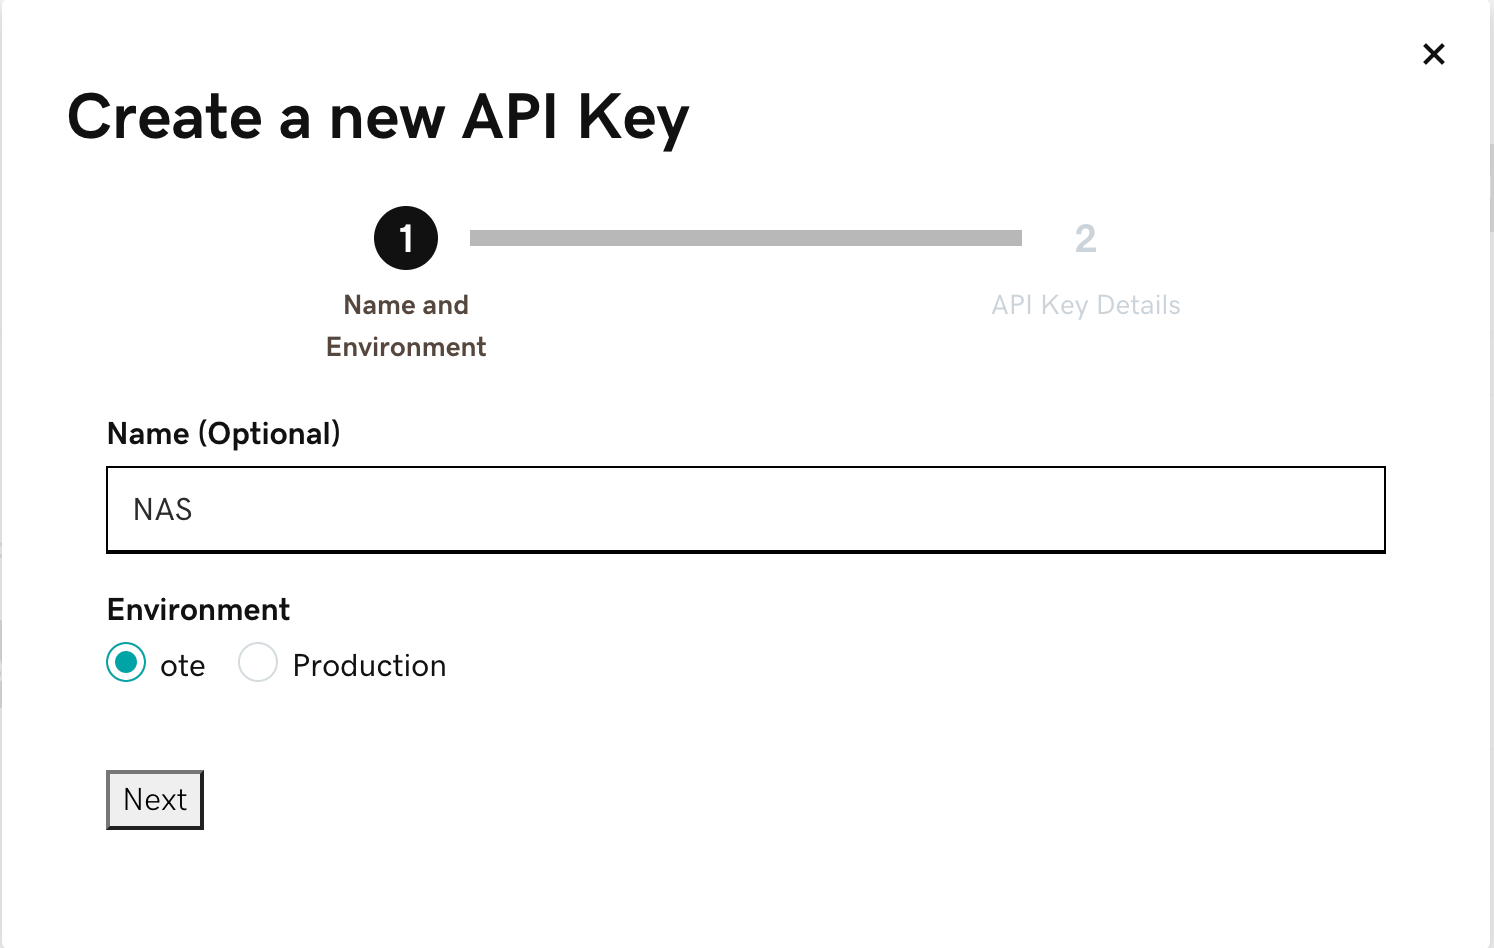 Create a new API Key
1
2
Name and
Environment
API Key Details
Name (Optional)
NAS
Environment
ote
Production
Next